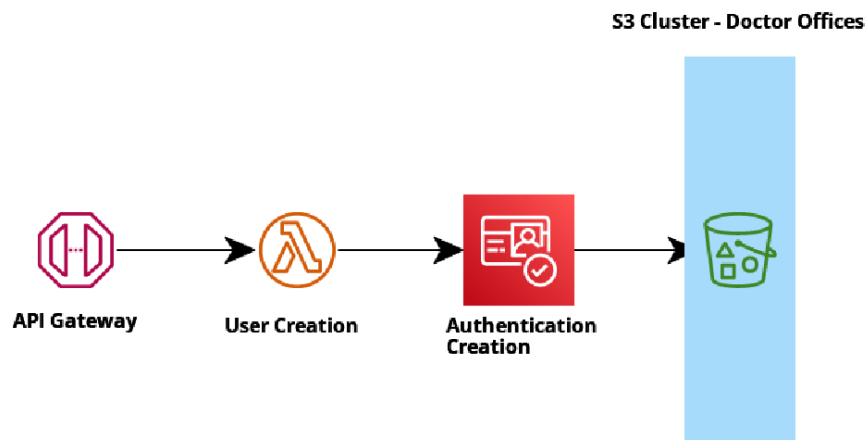 S3 Cluster - Doctor Offices
API Gateway
User Creation
Authentication
Creation